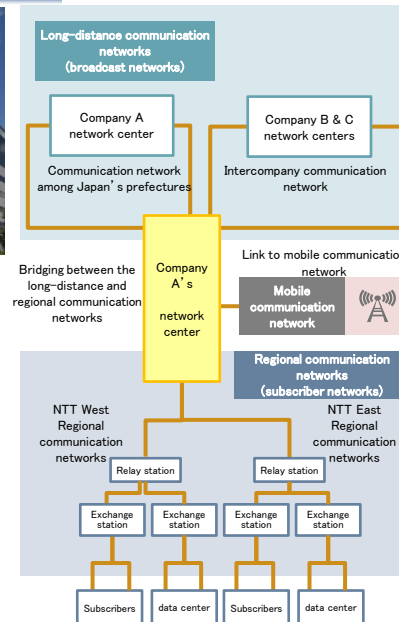 Long-distance communication
networks
(broadcast networks)
Company A
network center
Company B & C
network centers
Communication network
among Japan's prefectures
Intercompany communication
network
Bridging between the
long-distance and
regional communication
networks
Company
A's
network
center
Link to mobile communicatio
network
Mobile
communication
network
Regional communication
networks
(subscriber networks)
NTT West
Regional
communication
networks
NTT East
Regional
communication
networks
Relay station
Relay station
Exchange
station
Exchange
station
Exchange
station
Exchange
station
Subscribers
data center
Subscribers
data center